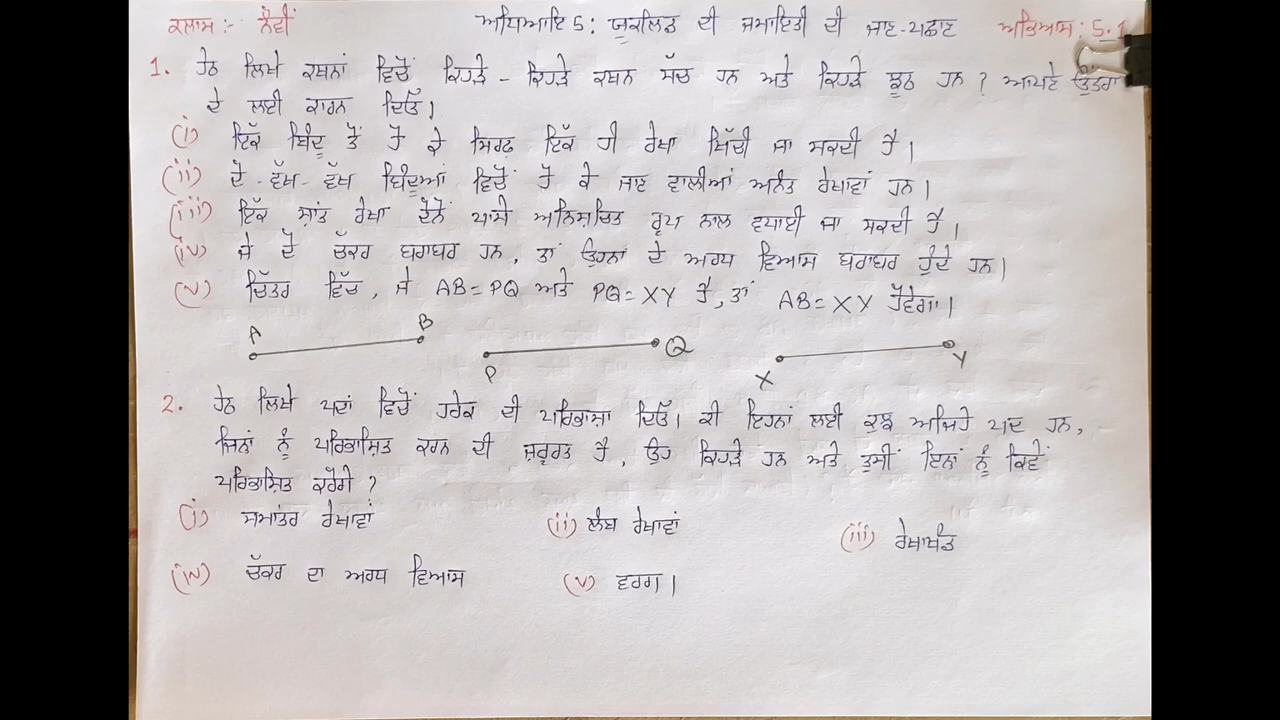 ਕਲਾਸ :- ਨੌਵੀਂ ਅਧਿਆਇ 5: ਯੂਕਲਿਡ ਦੀ ਜਮਾਇਤੀ ਦੀ ਜਾਣ-ਪਛਾਣ ਅਭਿਆਸ: 5.1
1. ਹੇਠ ਲਿਖੇ ਕਥਨਾਂ ਵਿਚੋਂ ਕਿਹੜੇ - ਕਿਹੜੇ ਕਥਨ ਸੱਚ ਹਨ ਅਤੇ ਕਿਹੜੇ ਝੂਠ ਹਨ ? ਆਪਣੇ ਉੱਤਰਾਂ
ਦੇ ਲਈ ਕਾਰਨ ਦਿਓ।
(i) ਇੱਕ ਬਿੰਦੂ ਤੋਂ ਹੋ ਕੇ ਸਿਰਫ਼ ਇੱਕ ਹੀ ਰੇਖਾ ਖਿੱਚੀ ਜਾ ਸਕਦੀ ਹੈ।
(ii) ਦੋ -ਵੱਖ- ਵੱਖ ਬਿੰਦੂਆਂ ਵਿਚੋਂ ਹੋ ਕੇ ਜਾਣ ਵਾਲੀਆਂ ਅਨੰਤ ਰੇਖਾਵਾਂ ਹਨ।
(iii) ਇੱਕ ਸ਼ਾਂਤ ਰੇਖਾ ਦੋਨੋਂ ਪਾਸੇ ਅਨਿਸ਼ਚਿਤ ਰੂਪ ਨਾਲ ਵਧਾਈ ਜਾ ਸਕਦੀ ਹੈ।
(iv) ਜੇ ਦੋ ਚੱਕਰ ਬਰਾਬਰ ਹਨ, ਤਾਂ ਉਹਨਾਂ ਦੇ ਅਰਧ ਵਿਆਸ ਬਰਾਬਰ ਹੁੰਦੇ ਹਨ।
(v) ਚਿੱਤਰ ਵਿੱਚ, ਜੇ AB=PQ ਅਤੇ PQ=XY ਹੈ, ਤਾਂ AB=XY ਹੋਵੇਗਾ।
A B P Q X Y
2. ਹੇਠ ਲਿਖੇ ਪਦਾਂ ਵਿਚੋਂ ਹਰੇਕ ਦੀ ਪਰਿਭਾਸ਼ਾ ਦਿਓ। ਕੀ ਇਹਨਾਂ ਲਈ ਕੁਝ ਅਜਿਹੇ ਪਦ ਹਨ,
ਜਿਨਾਂ ਨੂੰ ਪਰਿਭਾਸ਼ਿਤ ਕਰਨ ਦੀ ਜ਼ਰੂਰਤ ਹੈ, ਉਹ ਕਿਹੜੇ ਹਨ ਅਤੇ ਤੁਸੀਂ ਇਨਾਂ ਨੂੰ ਕਿਵੇਂ
ਪਰਿਭਾਸ਼ਿਤ ਕਰੋਗੇ ?
(i) ਸਮਾਂਤਰ ਰੇਖਾਵਾਂ (ii) ਲੰਬ ਰੇਖਾਵਾਂ (iii) ਰੇਖਾਖੰਡ
(iv) ਚੱਕਰ ਦਾ ਅਰਧ ਵਿਆਸ (v) ਵਰਗ।